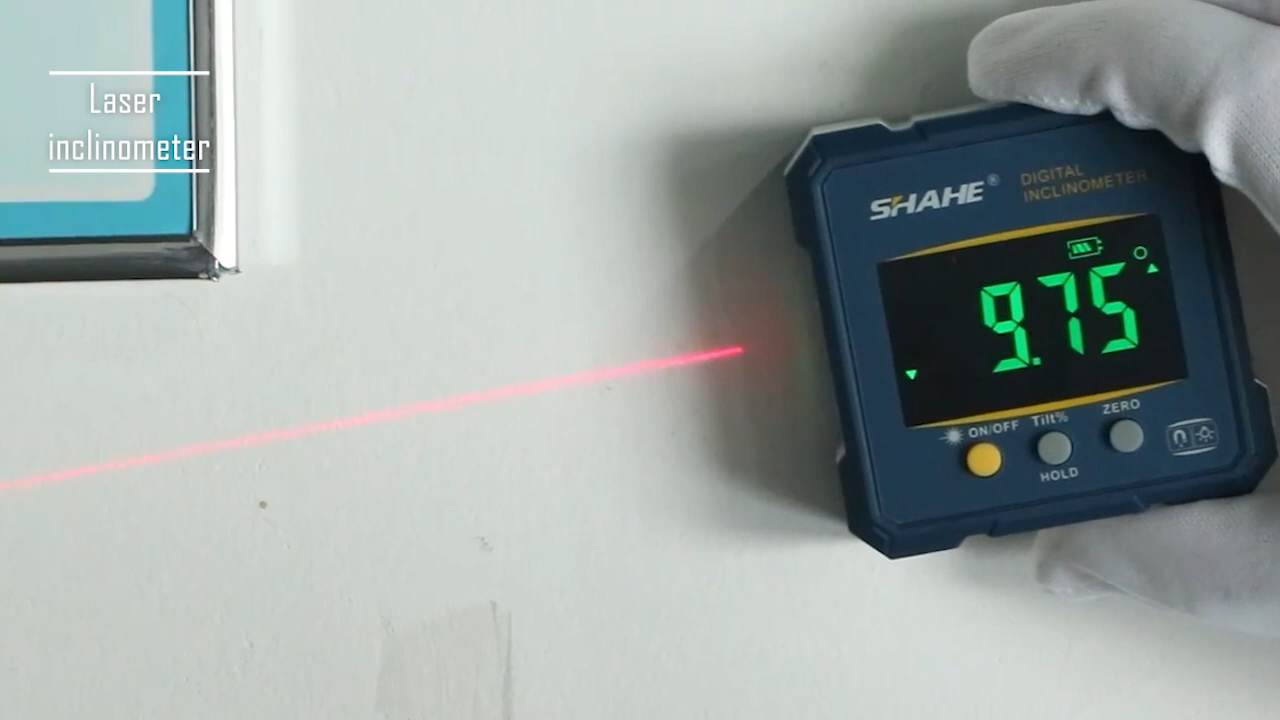 Laser
inclinometer
SHAHE®
DIGITAL
INCLINOMETER
9.75°
ON/OFF
Tilt%
ZERO
HOLD